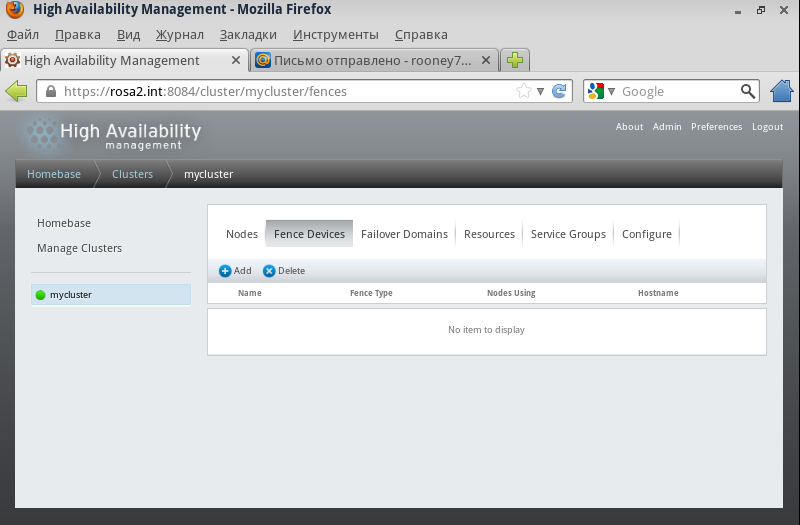 High Availability Management - Mozilla Firefox
Файл Правка Вид Журнал Закладки Инструменты Справка
High Availability Management
Письмо отправлено - rooney7...
https://rosa2.int:8084/cluster/mycluster/fences
Google
High Availability
management
About Admin Preferences Logout
Homebase Clusters mycluster
Homebase
Manage Clusters
mycluster
Nodes Fence Devices Failover Domains Resources Service Groups Configure
Add Delete
Name Fence Type Nodes Using Hostname
No item to display